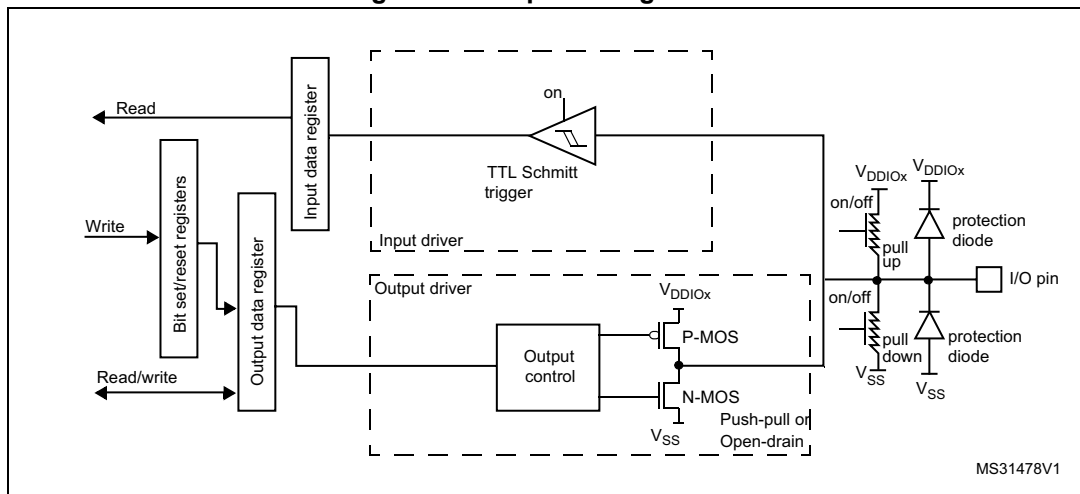 Read
Write
Read/write
Bit set/reset registers
Input data register
Output data register
on
TTL Schmitt
trigger
Input driver
Output driver
Output
control
VDDIOx
P-MOS
N-MOS
VSS
Push-pull or
Open-drain
VDDIOx
on/off
pull
up
VDDIOx
protection
diode
I/O pin
on/off
pull
down
VSS
protection
diode
VSS
MS31478V1